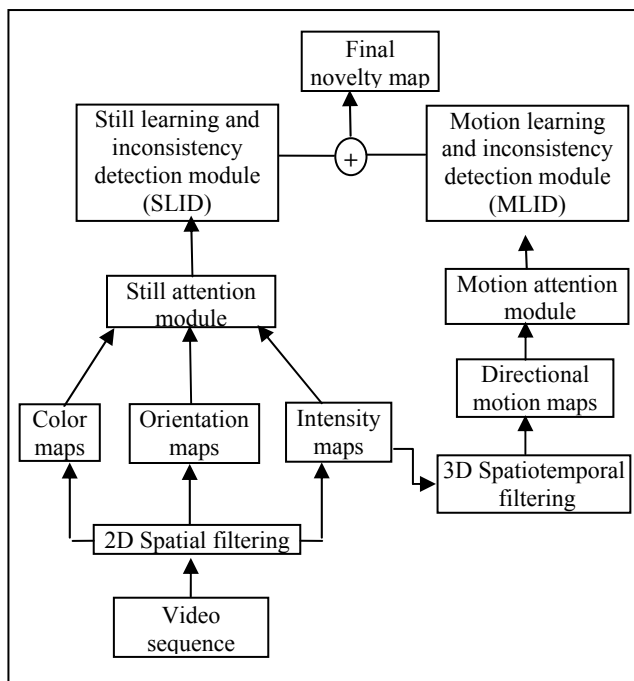 Final
novelty map
Still learning and
inconsistency
detection module
(SLID)
+
Motion learning
and inconsistency
detection module
(MLID)
Still attention
module
Motion attention
module
Color
maps
Orientation
maps
Intensity
maps
Directional
motion maps
3D Spatiotemporal
filtering
2D Spatial filtering
Video
sequence